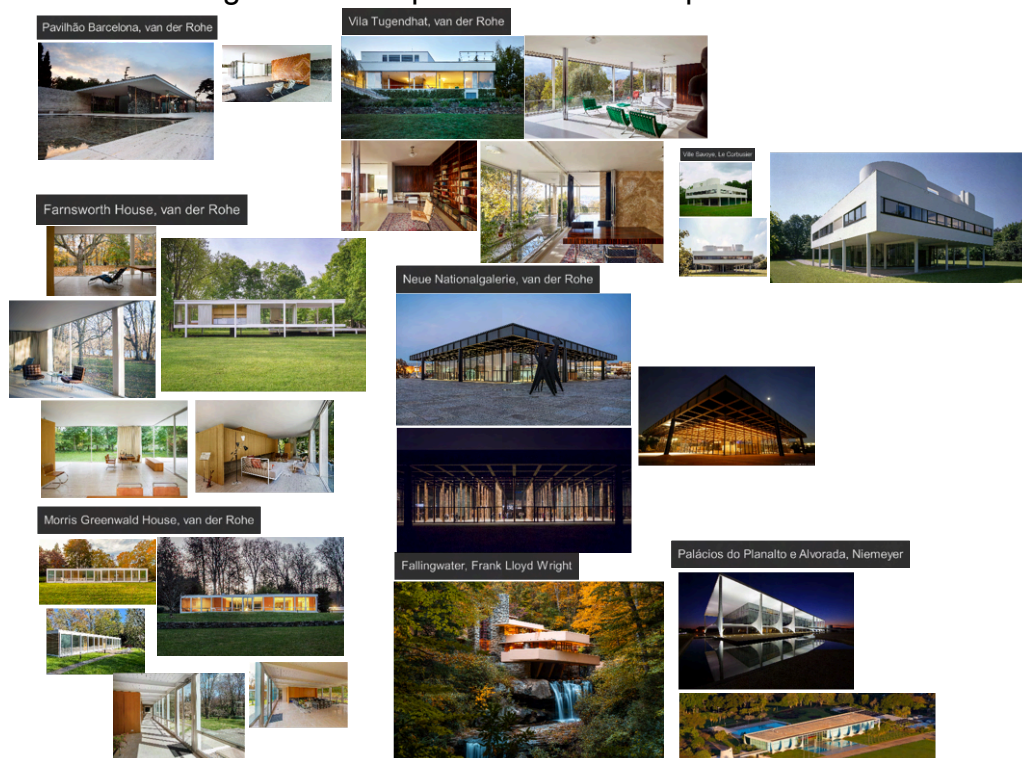 Pavilhão Barcelona, van der Rohe
Vila Tugendhat, van der Rohe
Ville Savoye, Le Corbusier
Farnsworth House, van der Rohe
Neue Nationalgalerie, van der Rohe
Morris Greenwald House, van der Rohe
Fallingwater, Frank Lloyd Wright
Palácios do Planalto e Alvorada, Niemeyer